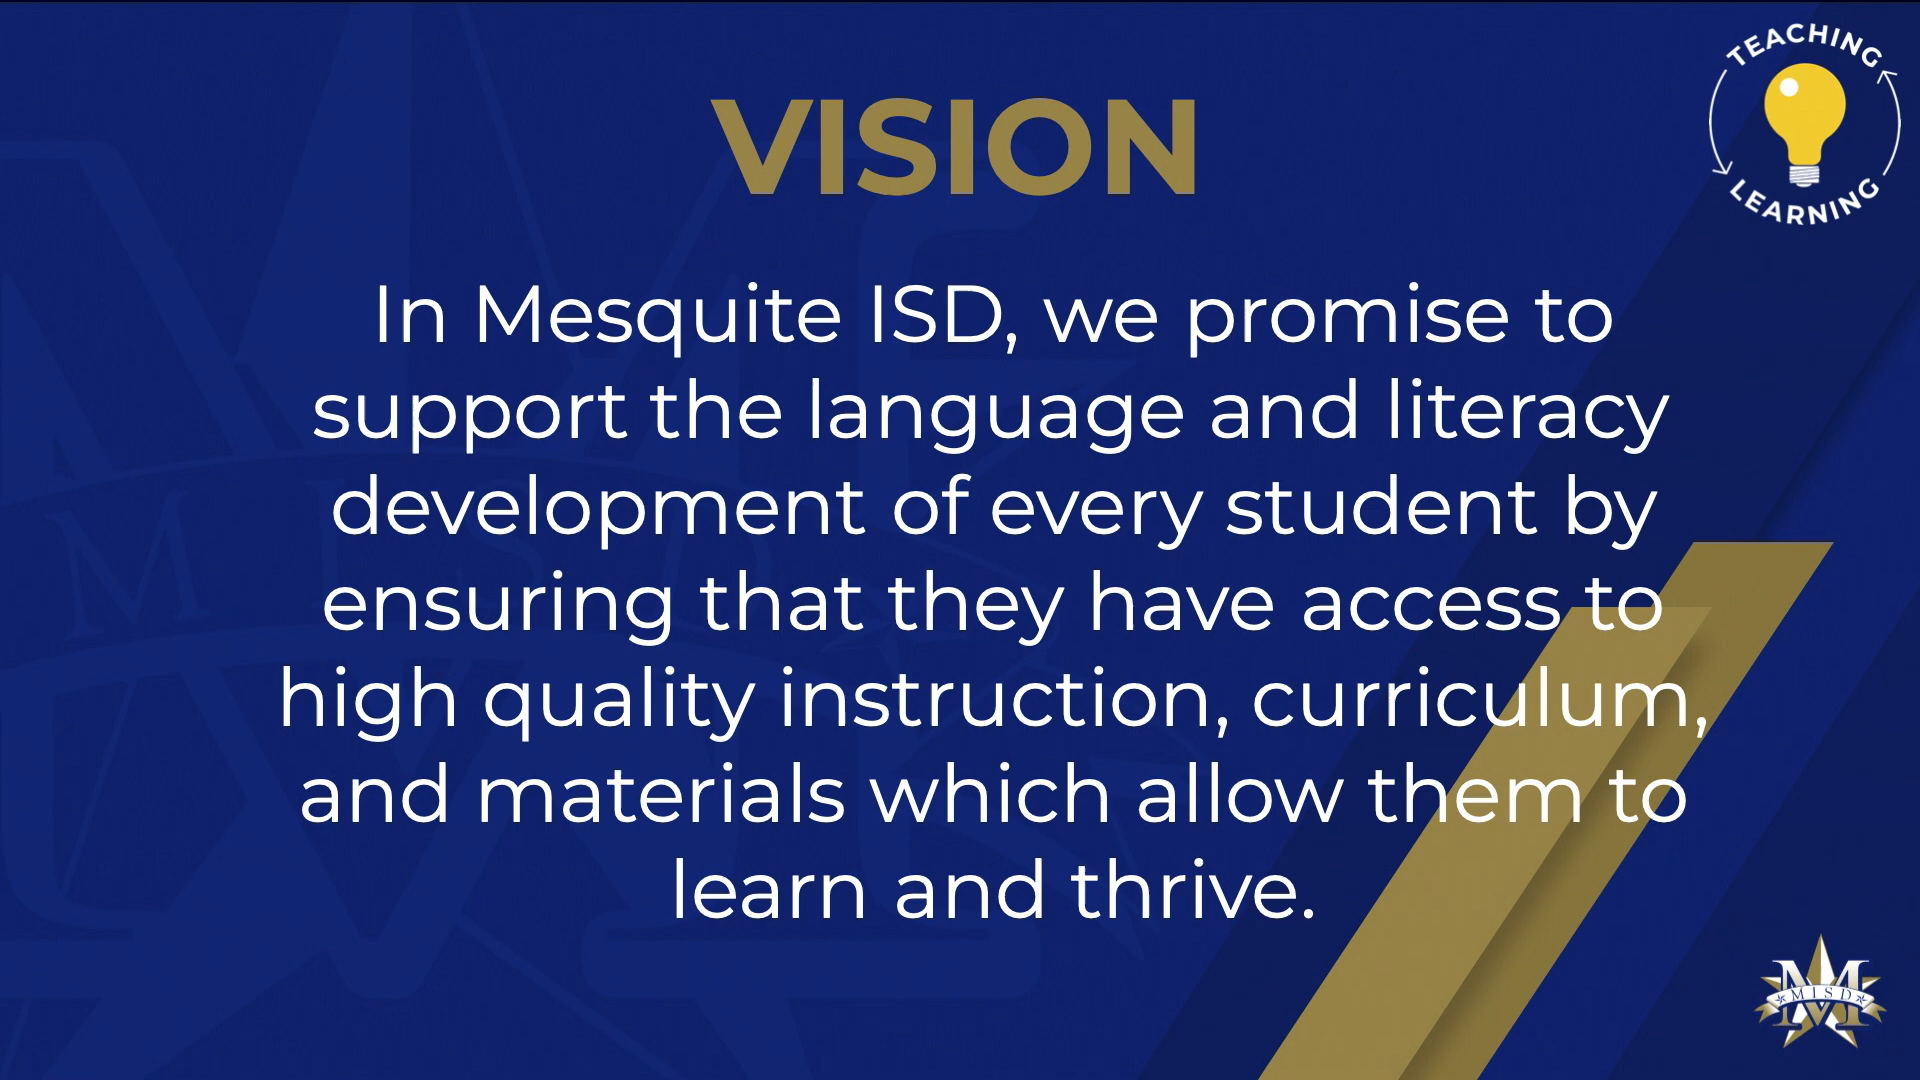 TEACHING
LEARNING
VISION
In Mesquite ISD, we promise to
support the language and literacy
development of every student by
ensuring that they have access to
high quality instruction, curriculum,
and materials which allow them to
learn and thrive.
M
MISD